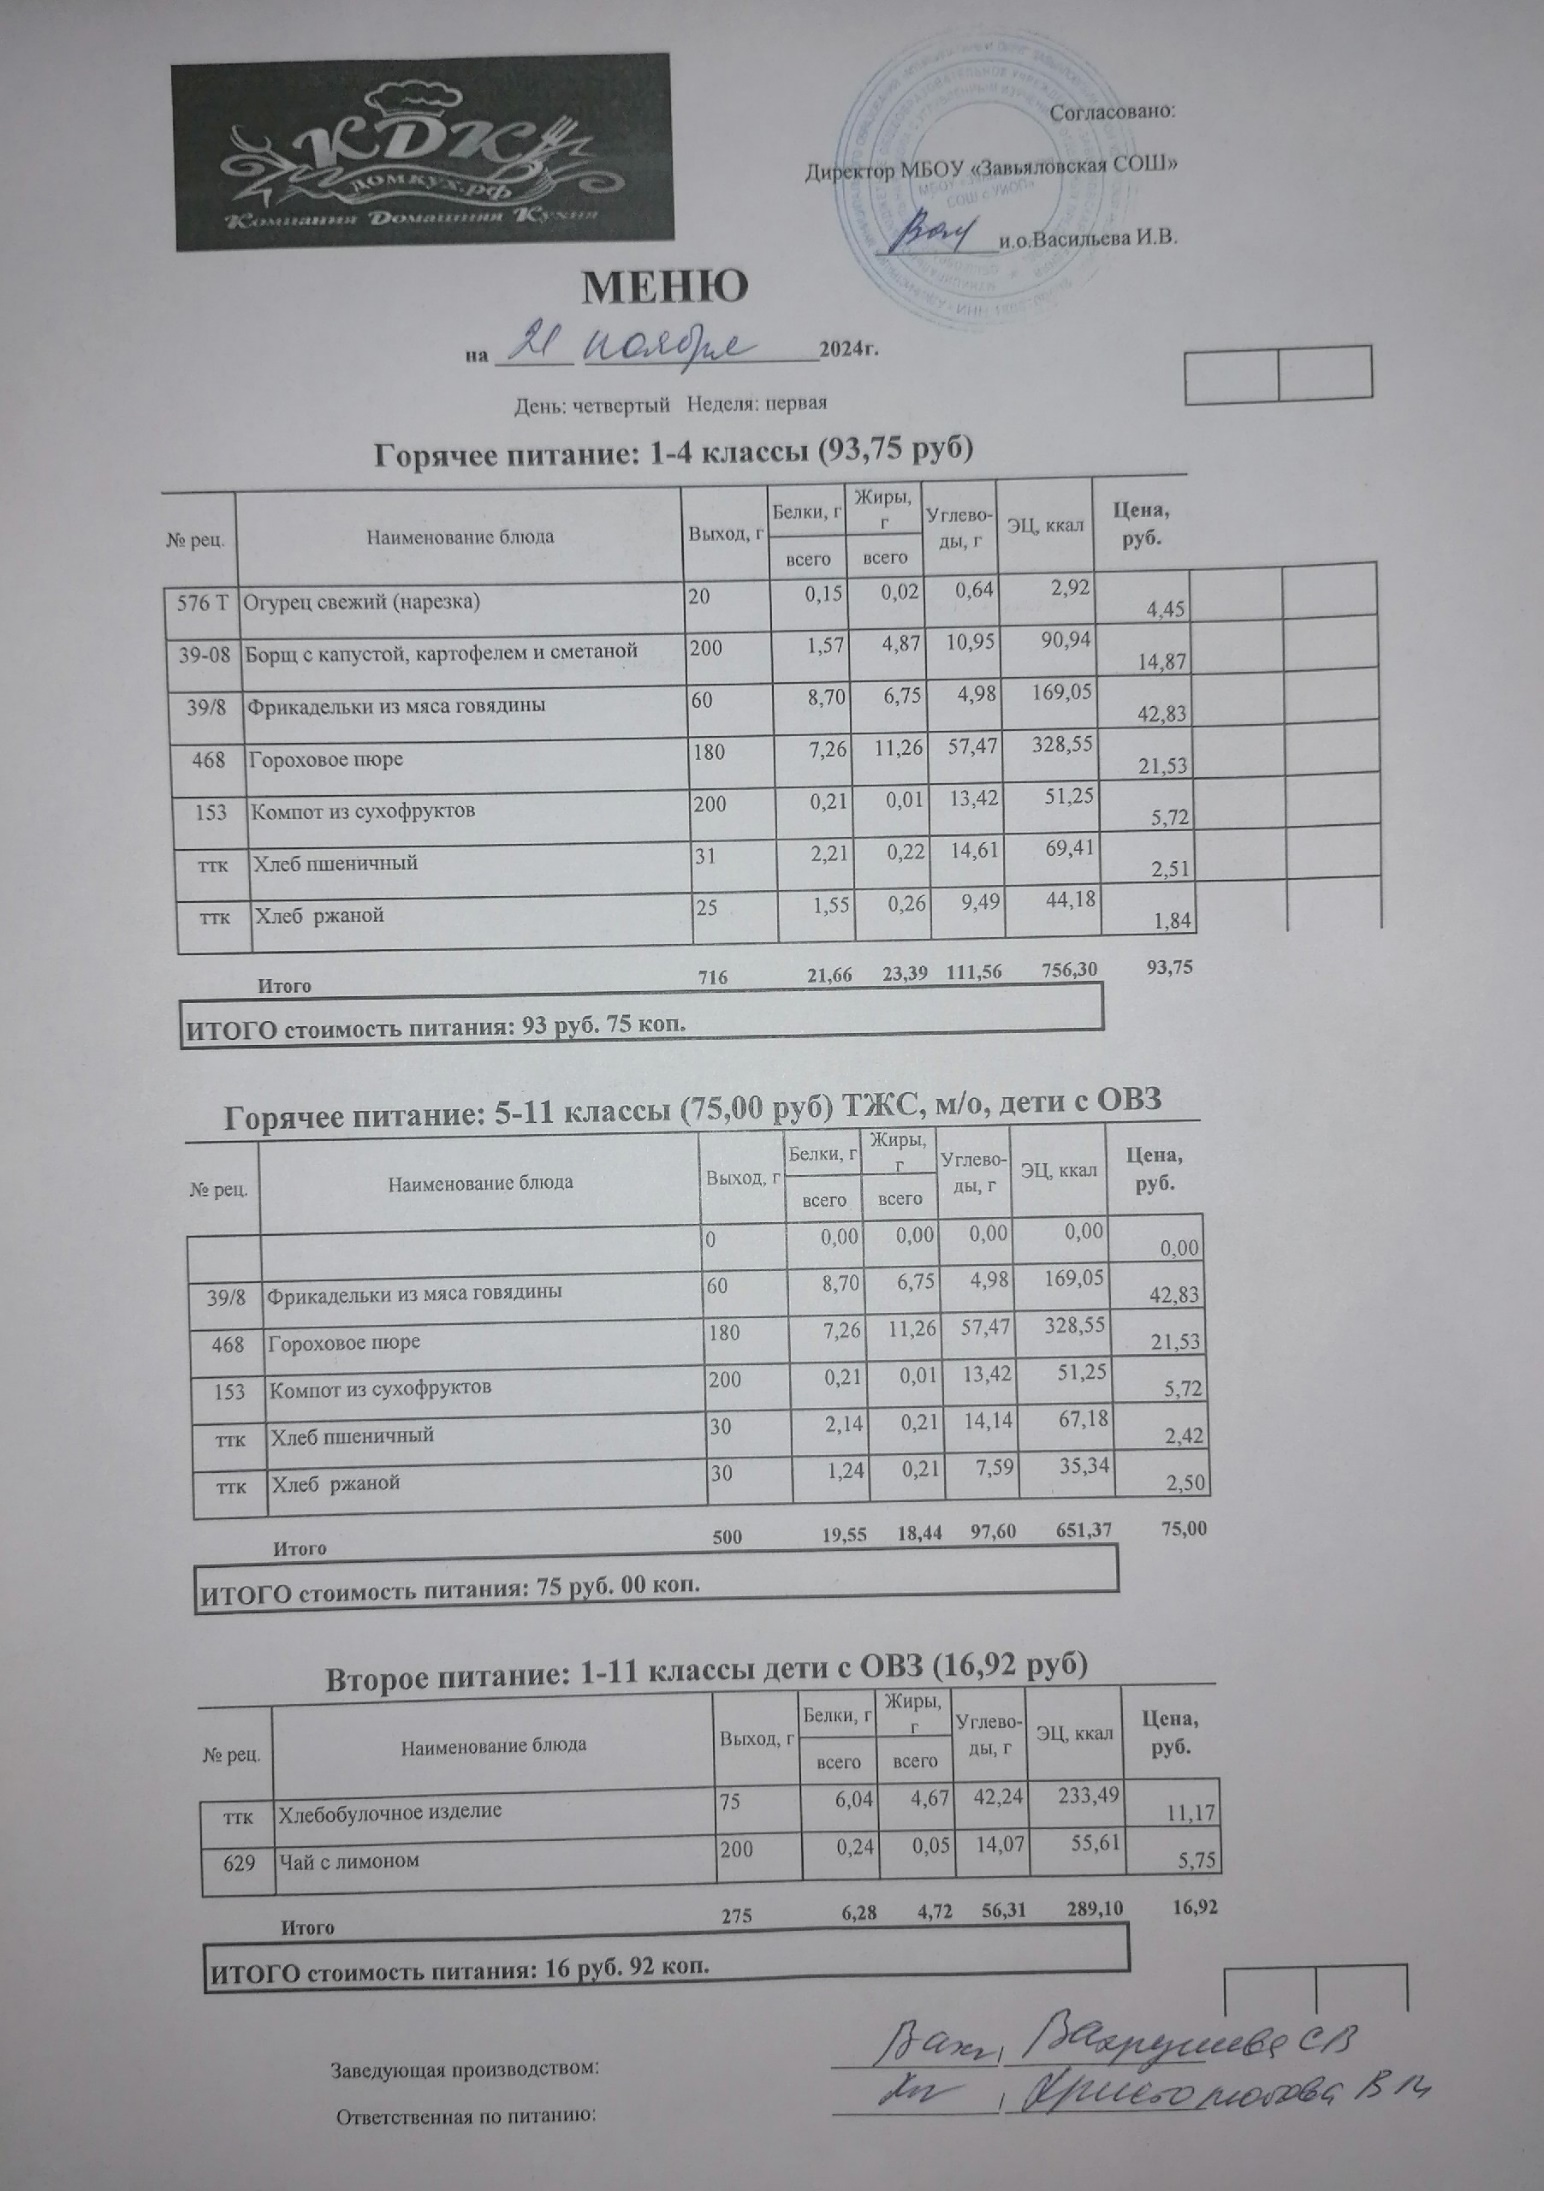 КДК
домкух.рф
Компания Домашняя Кухня
Согласовано:
Директор МБОУ «Завьяловская СОШ»
и.о.Васильева И.В.
МЕНЮ
на 21 ноября 2024г.
День: четвертый Неделя: первая
Горячее питание: 1-4 классы (93,75 руб)
№ рец. Наименование блюда Выход, г Белки, г всего Жиры, г всего Углево-ды, г ЭЦ, ккал Цена, руб.
576 Т Огурец свежий (нарезка) 20 0,15 0,02 0,64 2,92 4,45
39-08 Борщ с капустой, картофелем и сметаной 200 1,57 4,87 10,95 90,94 14,87
39/8 Фрикадельки из мяса говядины 60 8,70 6,75 4,98 169,05 42,83
468 Гороховое пюре 180 7,26 11,26 57,47 328,55 21,53
153 Компот из сухофруктов 200 0,21 0,01 13,42 51,25 5,72
ттк Хлеб пшеничный 31 2,21 0,22 14,61 69,41 2,51
ттк Хлеб ржаной 25 1,55 0,26 9,49 44,18 1,84
Итого 716 21,66 23,39 111,56 756,30 93,75
ИТОГО стоимость питания: 93 руб. 75 коп.
Горячее питание: 5-11 классы (75,00 руб) ТЖС, м/о, дети с ОВЗ
№ рец. Наименование блюда Выход, г Белки, г всего Жиры, г всего Углево-ды, г ЭЦ, ккал Цена, руб.
0 0,00 0,00 0,00 0,00 0,00
39/8 Фрикадельки из мяса говядины 60 8,70 6,75 4,98 169,05 42,83
468 Гороховое пюре 180 7,26 11,26 57,47 328,55 21,53
153 Компот из сухофруктов 200 0,21 0,01 13,42 51,25 5,72
ттк Хлеб пшеничный 30 2,14 0,21 14,14 67,18 2,42
ттк Хлеб ржаной 30 1,24 0,21 7,59 35,34 2,50
Итого 500 19,55 18,44 97,60 651,37 75,00
ИТОГО стоимость питания: 75 руб. 00 коп.
Второе питание: 1-11 классы дети с ОВЗ (16,92 руб)
№ рец. Наименование блюда Выход, г Белки, г всего Жиры, г всего Углево-ды, г ЭЦ, ккал Цена, руб.
ттк Хлебобулочное изделие 75 6,04 4,67 42,24 233,49 11,17
629 Чай с лимоном 200 0,24 0,05 14,07 55,61 5,75
Итого 275 6,28 4,72 56,31 289,10 16,92
ИТОГО стоимость питания: 16 руб. 92 коп.
Заведующая производством: Вахрушева СВ
Ответственная по питанию: Христолюбова В М